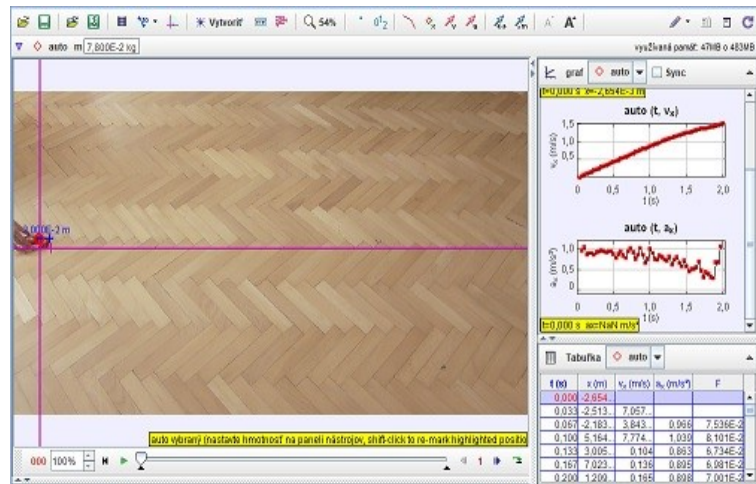 Vytvoriť 54%
auto m 7,800E-2 kg
využívaná pamäť: 47MB o 483MB
graf auto Sync
t=0,000 s x=-2,654E-3 m
auto (t, vₓ)
vₓ (m/s)
1,5
1,0
0,5
0 0,5 1,0 1,5 2,0
t (s)
auto (t, aₓ)
aₓ (m/s²)
1,0
0,5
0
0 0,5 1,0 1,5 2,0
t (s)
t=0,000 s ax=NaN m/s²
Tabuľka auto
t (s) x (m) vₓ (m/s) aₓ (m/s²) F
0,000 -2,654...
0,033 -2,513... 7,057...
0,067 -2,183... 3,843... 0,966 7,536E-2
0,100 5,164... 7,774... 1,039 8,101E-2
0,133 3,005... 0,104 0,863 6,734E-2
0,167 7,023... 0,136 0,895 6,981E-2
0,200 1,209... 0,165 0,898 7,001E-2
auto vybraný (nastavte hmotnosť na paneli nástrojov, shift-click to re-mark highlighted positio
000 100% 1